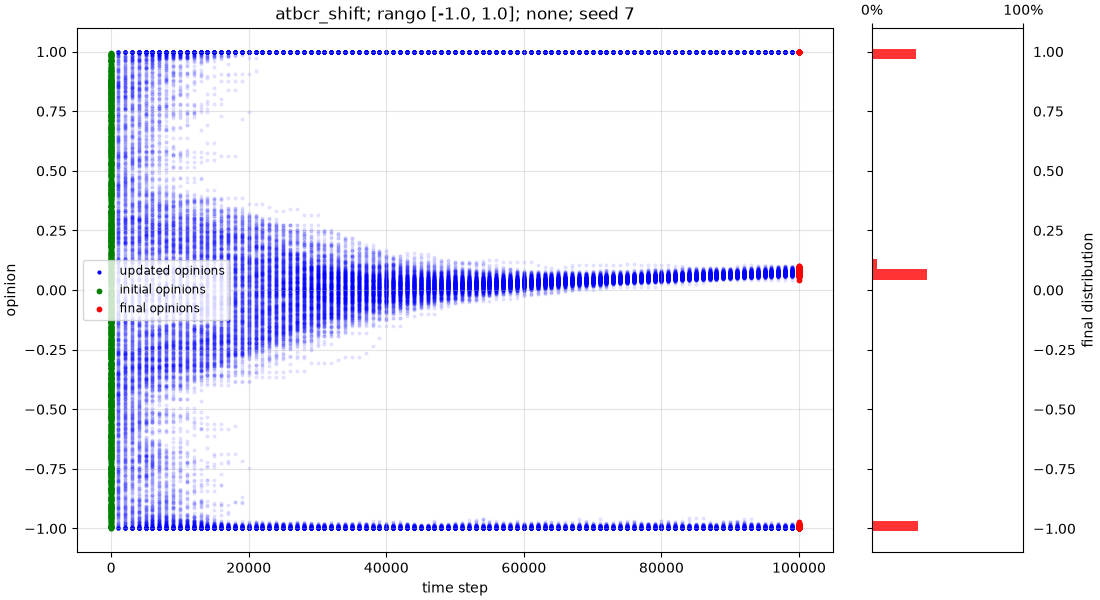 atbcr_shift; rango [-1.0, 1.0]; none; seed 7
0% 100%
1.00
0.75
0.50
0.25
0.00
−0.25
−0.50
−0.75
−1.00
opinion
updated opinions
initial opinions
final opinions
0 20000 40000 60000 80000 100000
time step
1.00
0.75
0.50
0.25
0.00
−0.25
−0.50
−0.75
−1.00
final distribution